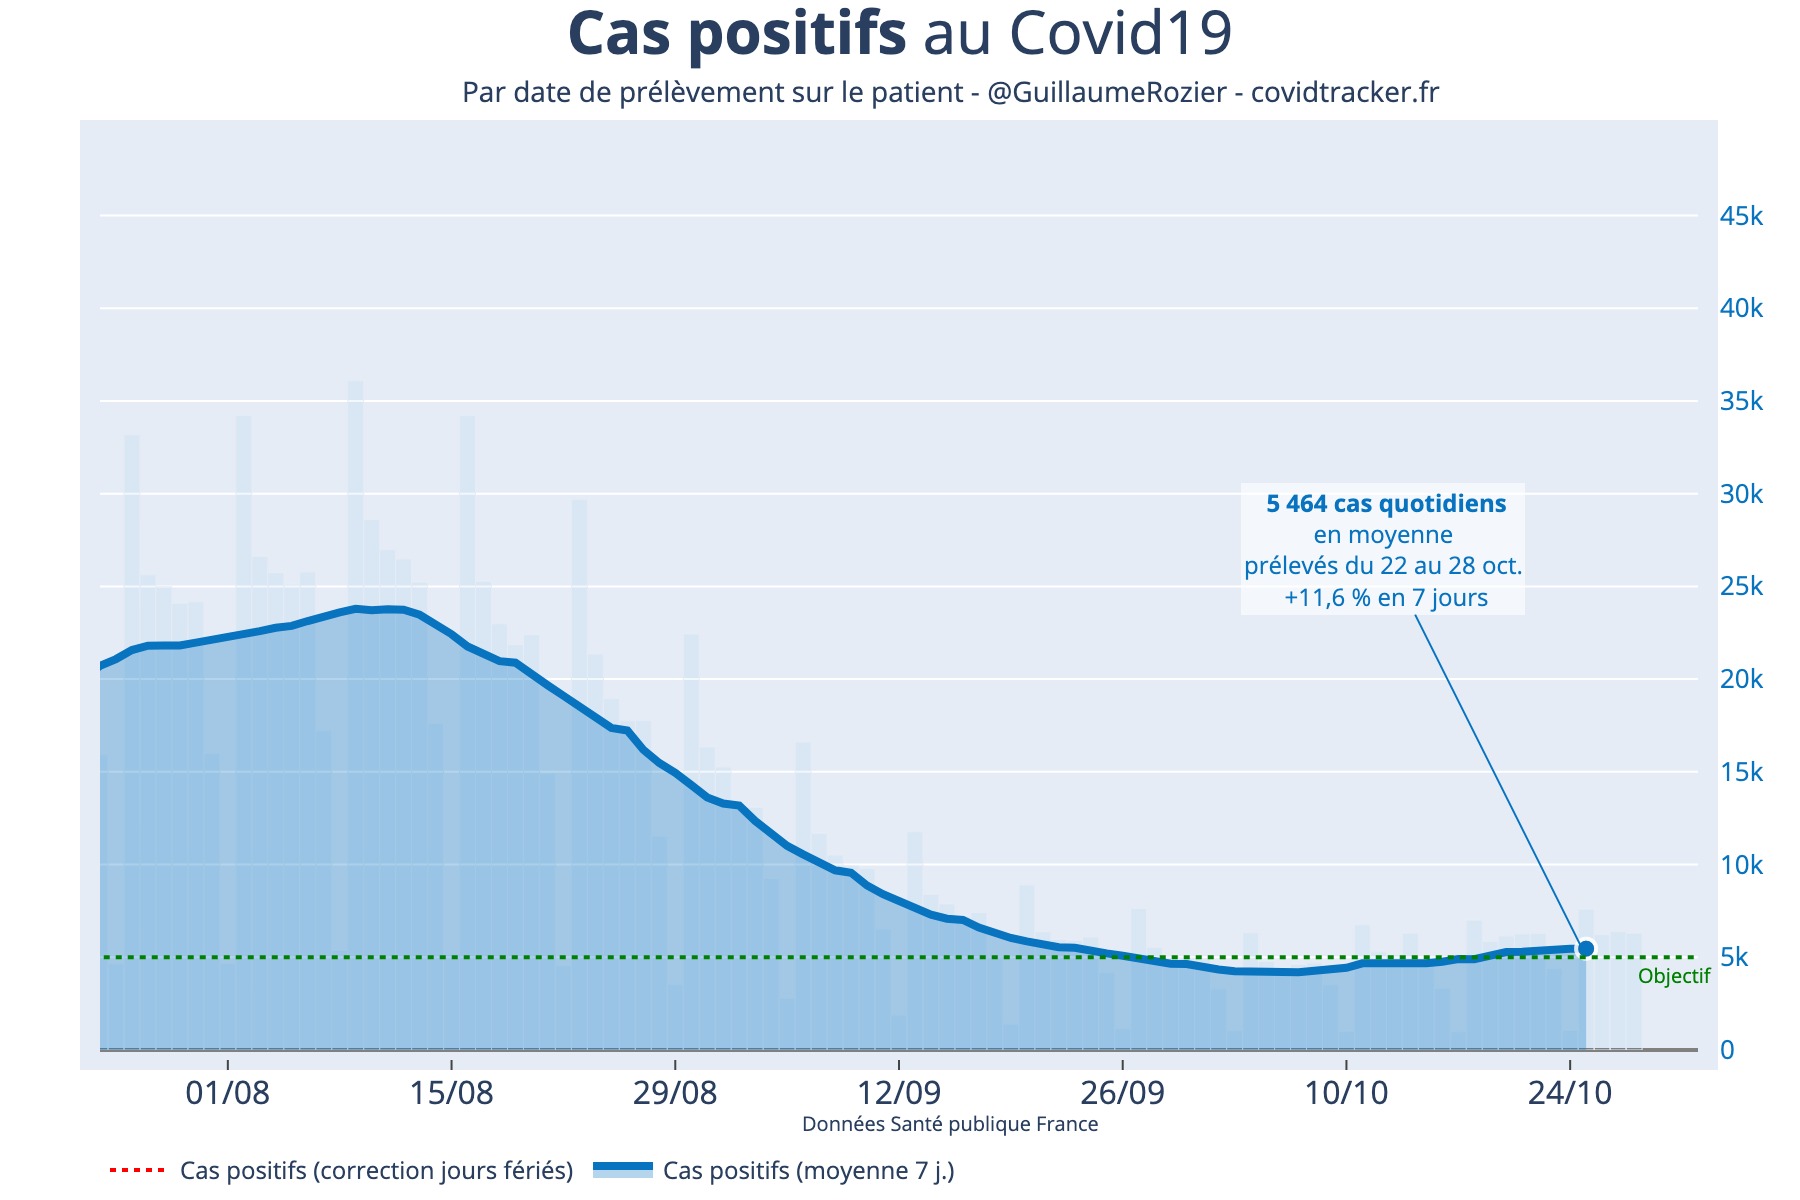 Cas positifs au Covid19
Par date de prélèvement sur le patient - @GuillaumeRozier - covidtracker.fr
45k
40k
35k
30k
25k
20k
15k
10k
5k
0
5 464 cas quotidiens
en moyenne
prélevés du 22 au 28 oct.
+11,6 % en 7 jours
Objectif
01/08
15/08
29/08
12/09
26/09
10/10
24/10
Données Santé publique France
Cas positifs (correction jours fériés)
Cas positifs (moyenne 7 j.)